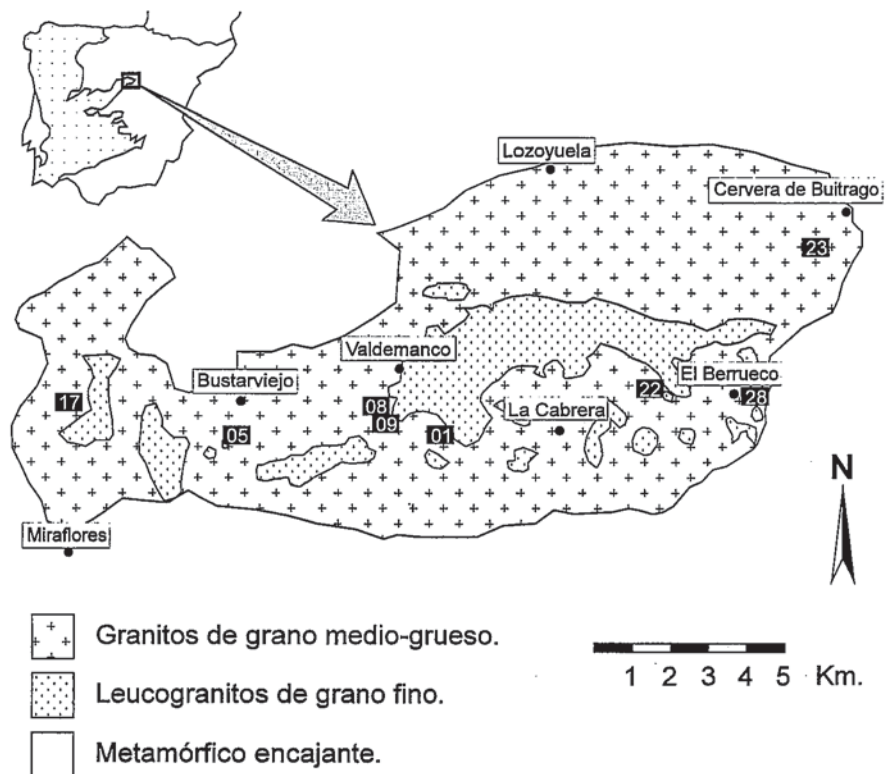 Lozoyuela
Cervera de Buitrago
23
Valdemanco
Bustarviejo
El Berrueco
22
28
17
08
La Cabrera
09
05
01
N
Miraflores
Granitos de grano medio-grueso.
1 2 3 4 5 Km.
Leucogranitos de grano fino.
Metamórfico encajante.